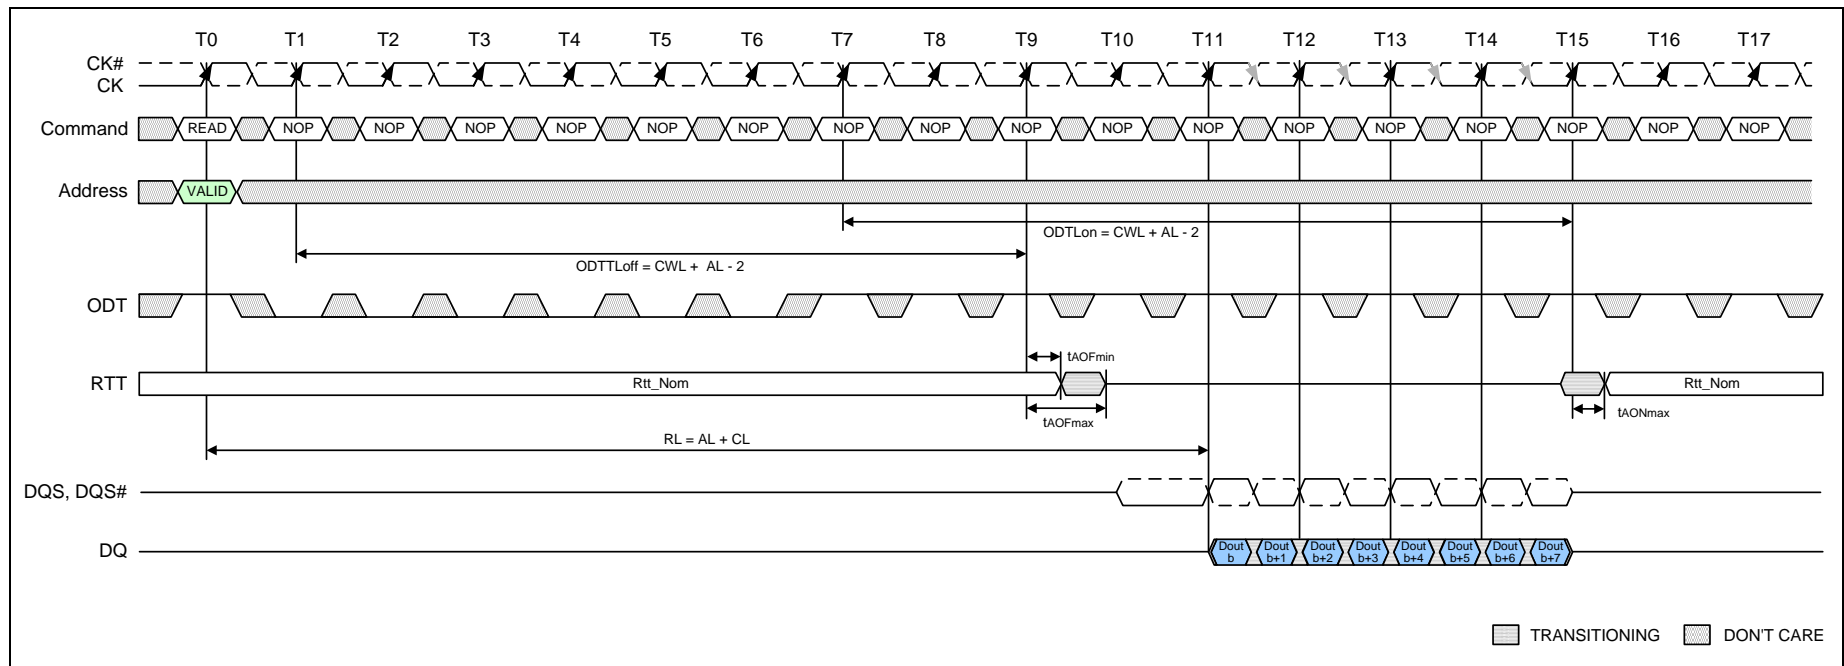 T0 T1 T2 T3 T4 T5 T6 T7 T8 T9 T10 T11 T12 T13 T14 T15 T16 T17
CK#
CK
Command READ NOP NOP NOP NOP NOP NOP NOP NOP NOP NOP NOP NOP NOP NOP NOP NOP NOP
Address VALID
ODTLon = CWL + AL - 2
ODTTLoff = CWL + AL - 2
ODT
tAOFmin
RTT Rtt_Nom Rtt_Nom
tAOFmax tAONmax
RL = AL + CL
DQS, DQS#
DQ Dout b Dout b+1 Dout b+2 Dout b+3 Dout b+4 Dout b+5 Dout b+6 Dout b+7
TRANSITIONING DON'T CARE